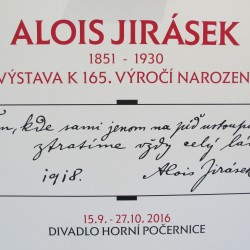 ALOIS JIRÁSEK
1851 - 1930
VÝSTAVA K 165. VÝROČÍ NAROZEN
kde sami jenom na píď ustoup
ztratíme vždy celý lá
1918. Alois Jirásek
15.9. - 27.10. 2016
DIVADLO HORNÍ POČERNICE